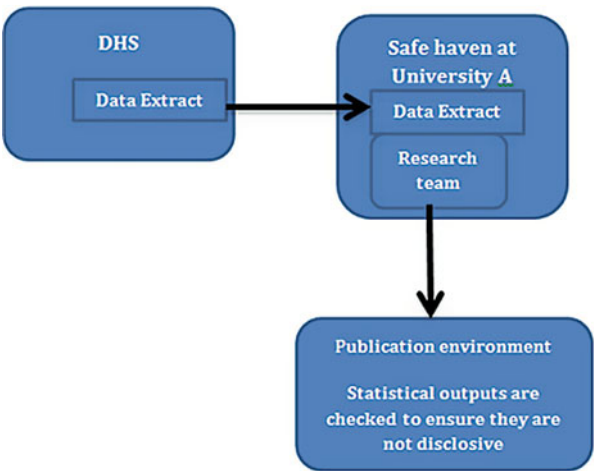 DHS
Data Extract
Safe haven at
University A
Data Extract
Research
team
Publication environment
Statistical outputs are
checked to ensure they are
not disclosive